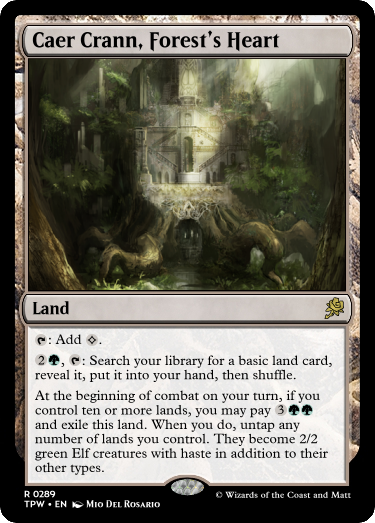 Caer Crann, Forest's Heart
Land
: Add .
2, : Search your library for a basic land card,
reveal it, put it into your hand, then shuffle.
At the beginning of combat on your turn, if you
control ten or more lands, you may pay 3
and exile this land. When you do, untap any
number of lands you control. They become 2/2
green Elf creatures with haste in addition to their
other types.
R 0289
TPW • EN Mio Del Rosario
© Wizards of the Coast and Matt